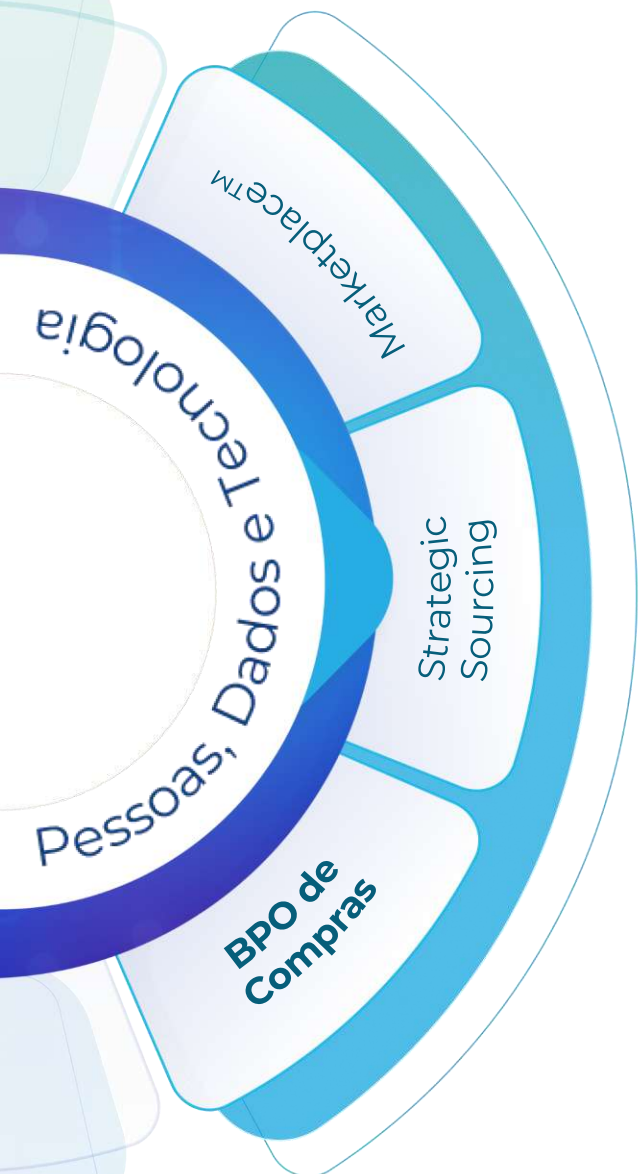 Marketplace™
Strategic
Sourcing
BPO de
Compras
Pessoas, Dados e Tecnologia